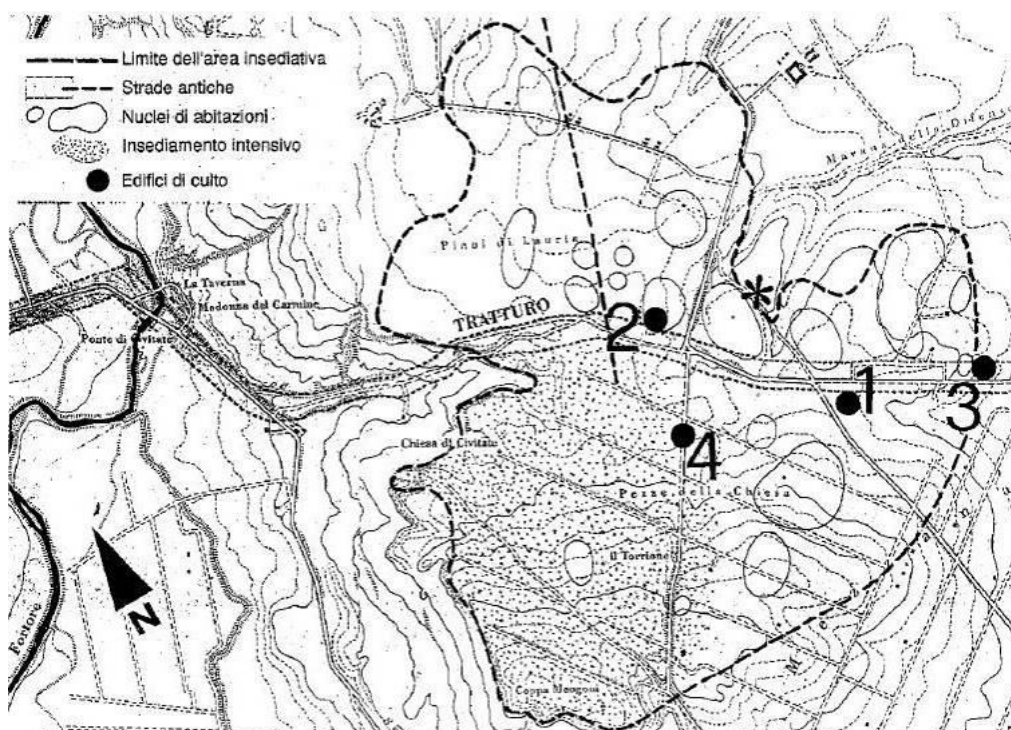 Limite dell'area insediativa
Strade antiche
Nuclei di abitazioni
Insediamento intensivo
Edifici di culto
Piani di Lauria
La Taverna
Madonna del Carmine
TRATTURO
Ponte di Civitate
2
1
3
Chiesa di Civitate
4
Pezze della Chiesa
il Torrione
N
Fortore
Coppa Mengoni